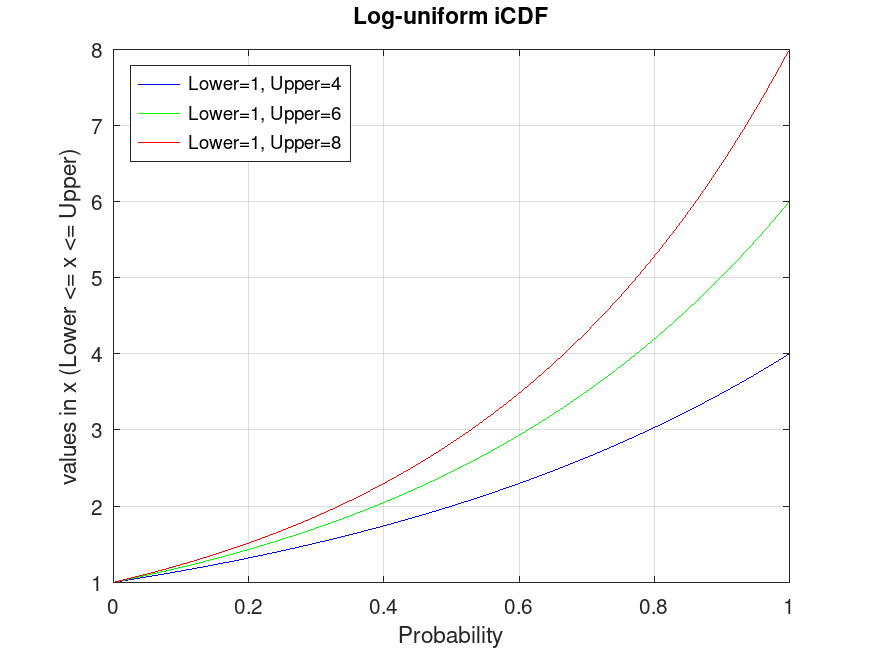 Log-uniform iCDF
Lower=1, Upper=4
Lower=1, Upper=6
Lower=1, Upper=8
values in x (Lower <= x <= Upper)
8
7
6
5
4
3
2
1
0 0.2 0.4 0.6 0.8 1
Probability